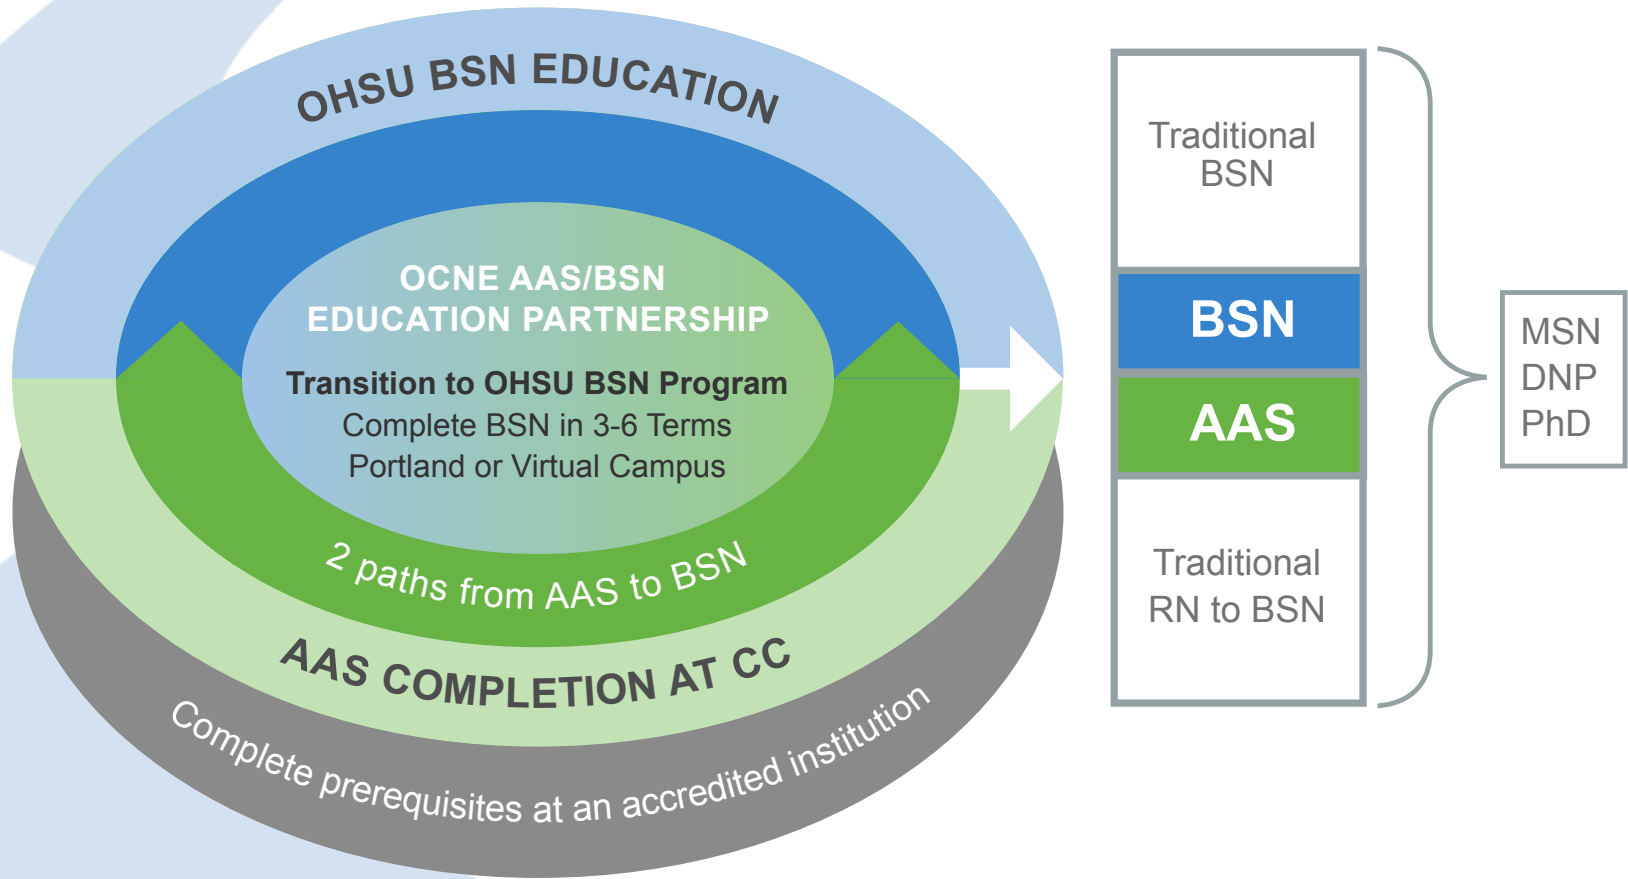 OHSU BSN EDUCATION
OCNE AAS/BSN
EDUCATION PARTNERSHIP
Transition to OHSU BSN Program
Complete BSN in 3-6 Terms
Portland or Virtual Campus
2 paths from AAS to BSN
AAS COMPLETION AT CC
Complete prerequisites at an accredited institution
Traditional
BSN
BSN
AAS
Traditional
RN to BSN
MSN
DNP
PhD